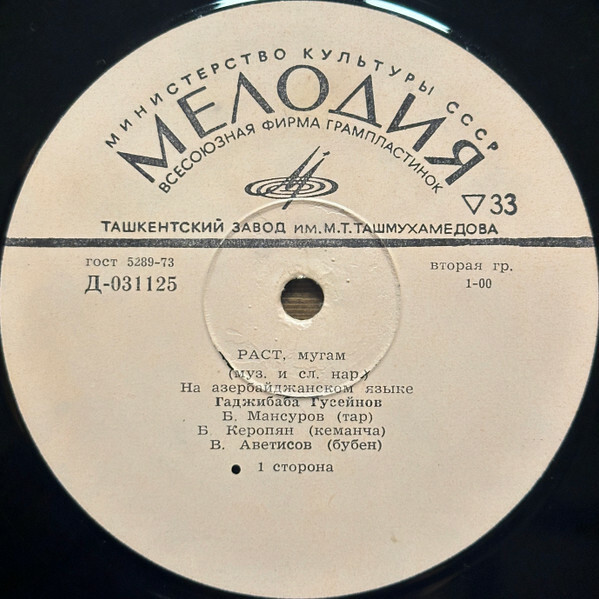 МИНИСТЕРСТВО КУЛЬТУРЫ СССР
МЕЛОДИЯ
ВСЕСОЮЗНАЯ ФИРМА ГРАМПЛАСТИНОК
▽33
ТАШКЕНТСКИЙ ЗАВОД ИМ. М.Т. ТАШМУХАМЕДОВА
гост 5289-73
Д-031125
вторая гр.
1-00
РАСТ, мугам
(муз. и сл. нар.)
На азербайджанском языке
Гаджибаба Гусейнов
Б. Мансуров (тар)
Б. Керопян (кеманча)
В. Аветисов (бубен)
1 сторона